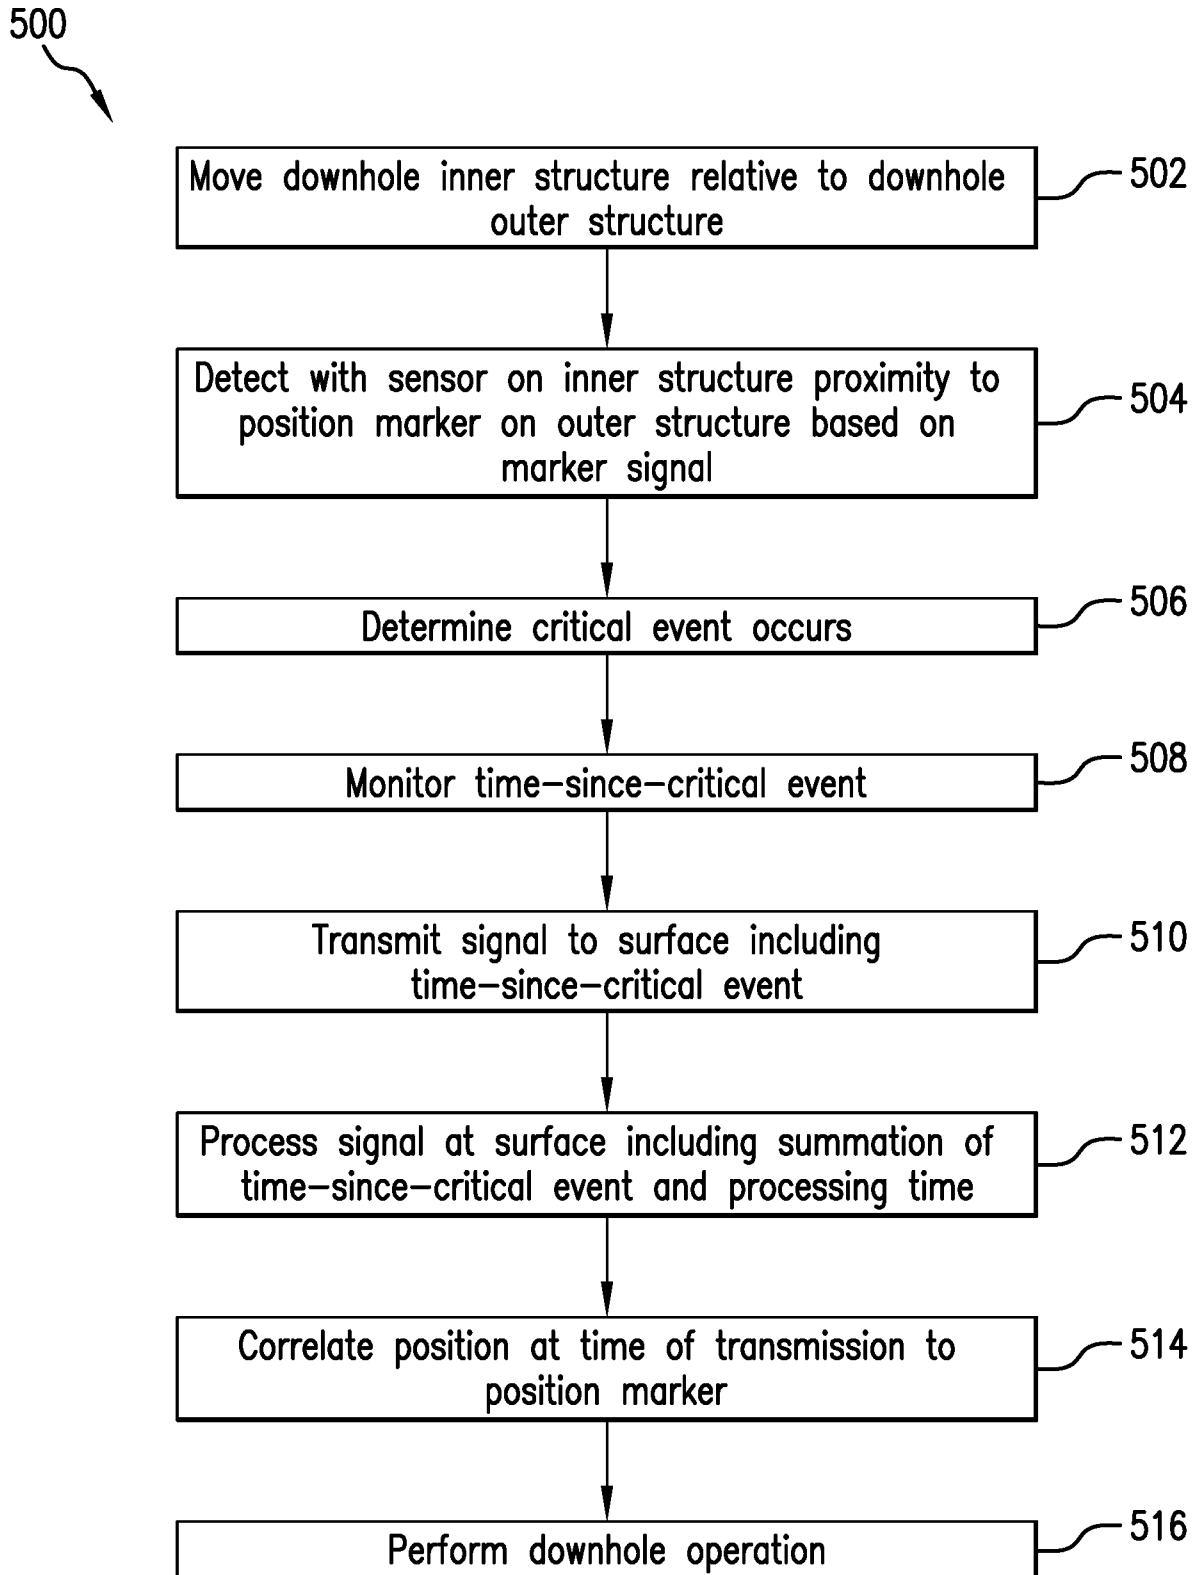 500
Move downhole inner structure relative to downhole
outer structure
502
Detect with sensor on inner structure proximity to
position marker on outer structure based on
marker signal
504
Determine critical event occurs
506
Monitor time-since-critical event
508
Transmit signal to surface including
time-since-critical event
510
Process signal at surface including summation of
time-since-critical event and processing time
512
Correlate position at time of transmission to
position marker
514
Perform downhole operation
516